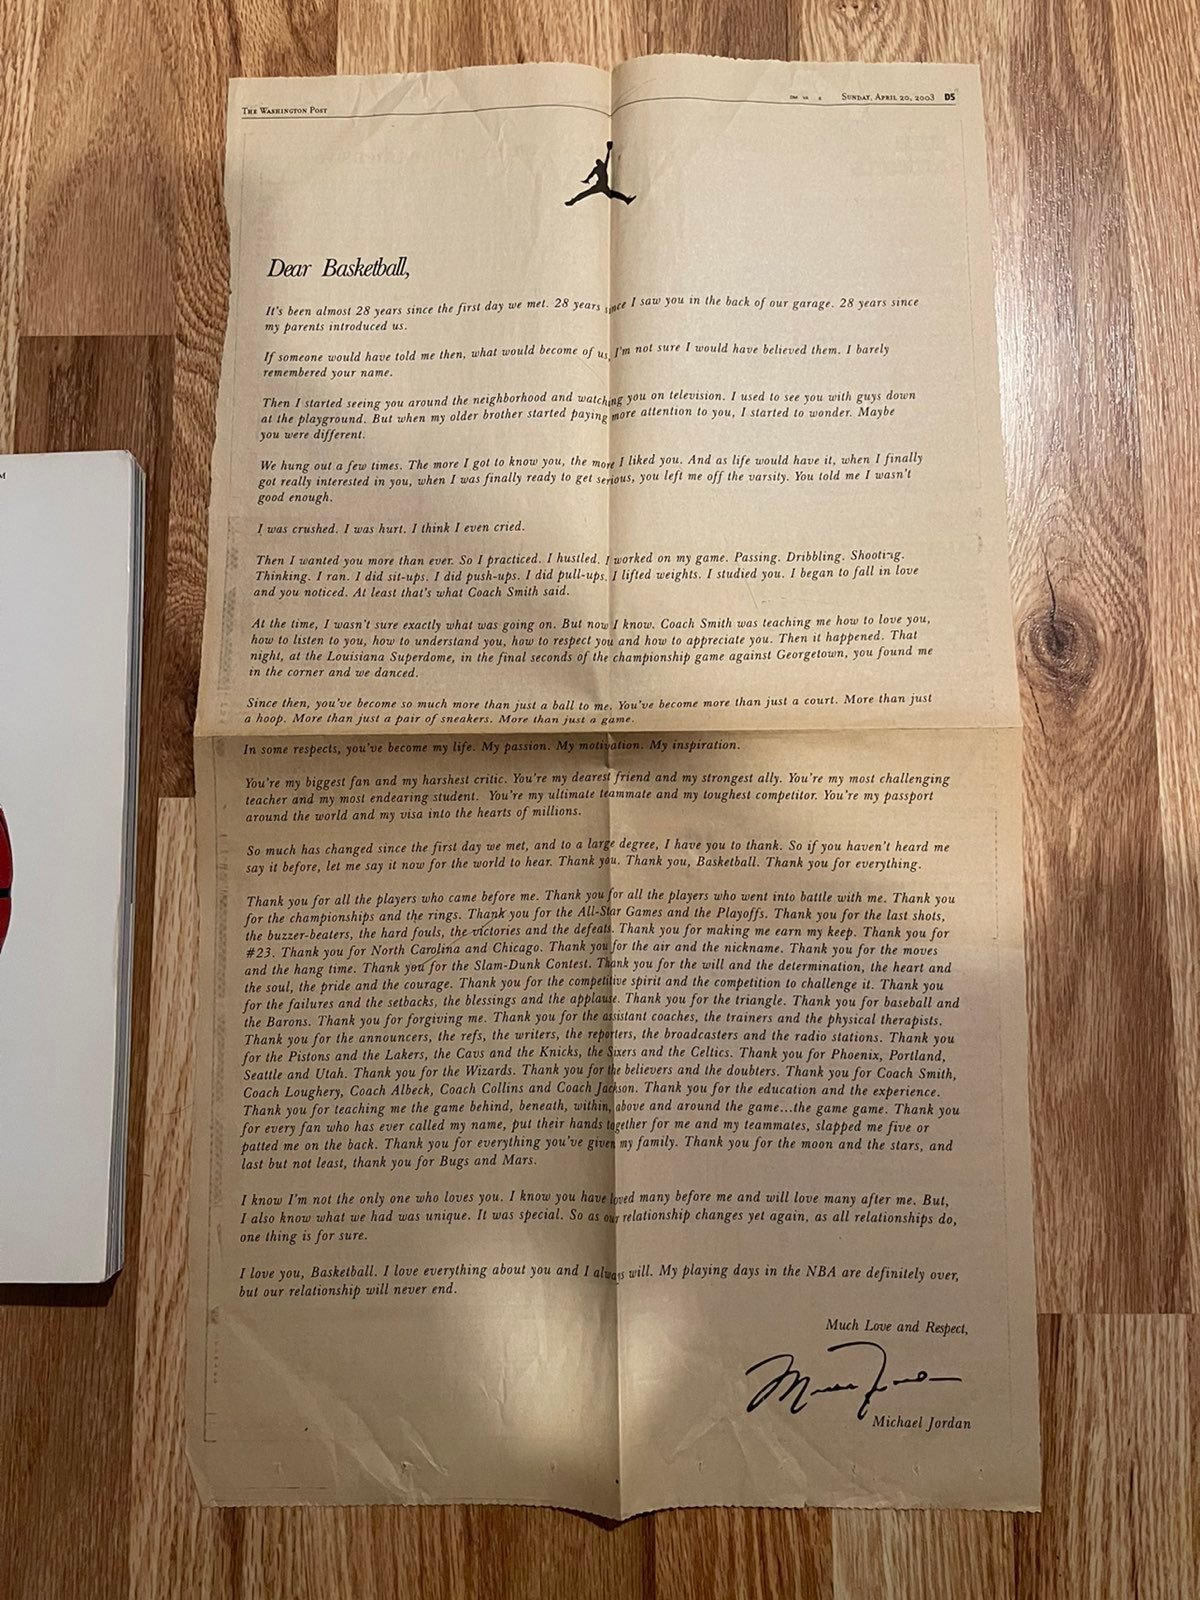 THE WASHINGTON POST
DM VA
SUNDAY, APRIL 20, 2003 D5
Dear Basketball,
It's been almost 28 years since the first day we met. 28 years since I saw you in the back of our garage. 28 years since
my parents introduced us.
If someone would have told me then, what would become of us, I'm not sure I would have believed them. I barely
remembered your name.
Then I started seeing you around the neighborhood and watching you on television. I used to see you with guys down
at the playground. But when my older brother started paying more attention to you, I started to wonder. Maybe
you were different.
We hung out a few times. The more I got to know you, the more I liked you. And as life would have it, when I finally
got really interested in you, when I was finally ready to get serious, you left me off the varsity. You told me I wasn't
good enough.
I was crushed. I was hurt. I think I even cried.
Then I wanted you more than ever. So I practiced. I hustled. I worked on my game. Passing. Dribbling. Shooting.
Thinking. I ran. I did sit-ups. I did push-ups. I did pull-ups. I lifted weights. I studied you. I began to fall in love
and you noticed. At least that's what Coach Smith said.
At the time, I wasn't sure exactly what was going on. But now I know. Coach Smith was teaching me how to love you,
how to listen to you, how to understand you, how to respect you and how to appreciate you. Then it happened. That
night, at the Louisiana Superdome, in the final seconds of the championship game against Georgetown, you found me
in the corner and we danced.
Since then, you've become so much more than just a ball to me. You've become more than just a court. More than just
a hoop. More than just a pair of sneakers. More than just a game.
In some respects, you've become my life. My passion. My motivation. My inspiration.
You're my biggest fan and my harshest critic. You're my dearest friend and my strongest ally. You're my most challenging
teacher and my most endearing student. You're my ultimate teammate and my toughest competitor. You're my passport
around the world and my visa into the hearts of millions.
So much has changed since the first day we met, and to a large degree, I have you to thank. So if you haven't heard me
say it before, let me say it now for the world to hear. Thank you. Thank you, Basketball. Thank you for everything.
Thank you for all the players who came before me. Thank you for all the players who went into battle with me. Thank you
for the championships and the rings. Thank you for the All-Star Games and the Playoffs. Thank you for the last shots,
the buzzer-beaters, the hard fouls, the victories and the defeats. Thank you for making me earn my keep. Thank you for
#23. Thank you for North Carolina and Chicago. Thank you for the air and the nickname. Thank you for the moves
and the hang time. Thank you for the Slam-Dunk Contest. Thank you for the will and the determination, the heart and
the soul, the pride and the courage. Thank you for the competitive spirit and the competition to challenge it. Thank you
for the failures and the setbacks, the blessings and the applause. Thank you for the triangle. Thank you for baseball and
the Barons. Thank you for forgiving me. Thank you for the assistant coaches, the trainers and the physical therapists.
Thank you for the announcers, the refs, the writers, the reporters, the broadcasters and the radio stations. Thank you
for the Pistons and the Lakers, the Cavs and the Knicks, the Sixers and the Celtics. Thank you for Phoenix, Portland,
Seattle and Utah. Thank you for the Wizards. Thank you for the believers and the doubters. Thank you for Coach Smith,
Coach Loughery, Coach Albeck, Coach Collins and Coach Jackson. Thank you for the education and the experience.
Thank you for teaching me the game behind, beneath, within, above and around the game...the game game. Thank you
for every fan who has ever called my name, put their hands together for me and my teammates, slapped me five or
patted me on the back. Thank you for everything you've given my family. Thank you for the moon and the stars, and
last but not least, thank you for Bugs and Mars.
I know I'm not the only one who loves you. I know you have loved many before me and will love many after me. But,
I also know what we had was unique. It was special. So as our relationship changes yet again, as all relationships do,
one thing is for sure.
I love you, Basketball. I love everything about you and I always will. My playing days in the NBA are definitely over,
but our relationship will never end.
Much Love and Respect,
Michael Jordan